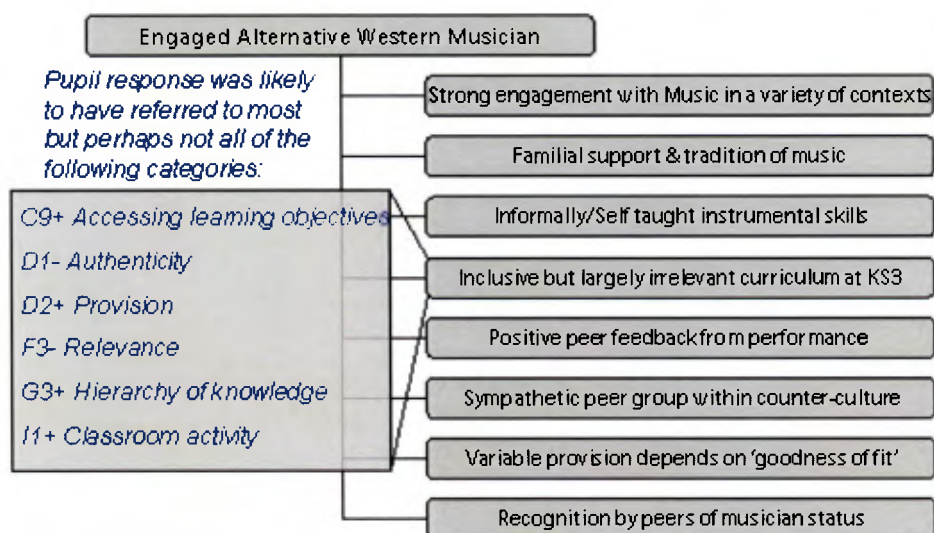 Engaged Alternative Western Musician
Pupil response was likely
to have referred to most
but perhaps not all of the
following categories:
C9+ Accessing learning objectives
D1- Authenticity
D2+ Provision
F3- Relevance
G3+ Hierarchy of knowledge
I1+ Classroom activity
Strong engagement with Music in a variety of contexts
Familial support & tradition of music
Informally/Self taught instrumental skills
Inclusive but largely irrelevant curriculum at KS3
Positive peer feedback from performance
Sympathetic peer group within counter-culture
Variable provision depends on 'goodness of fit'
Recognition by peers of musician status